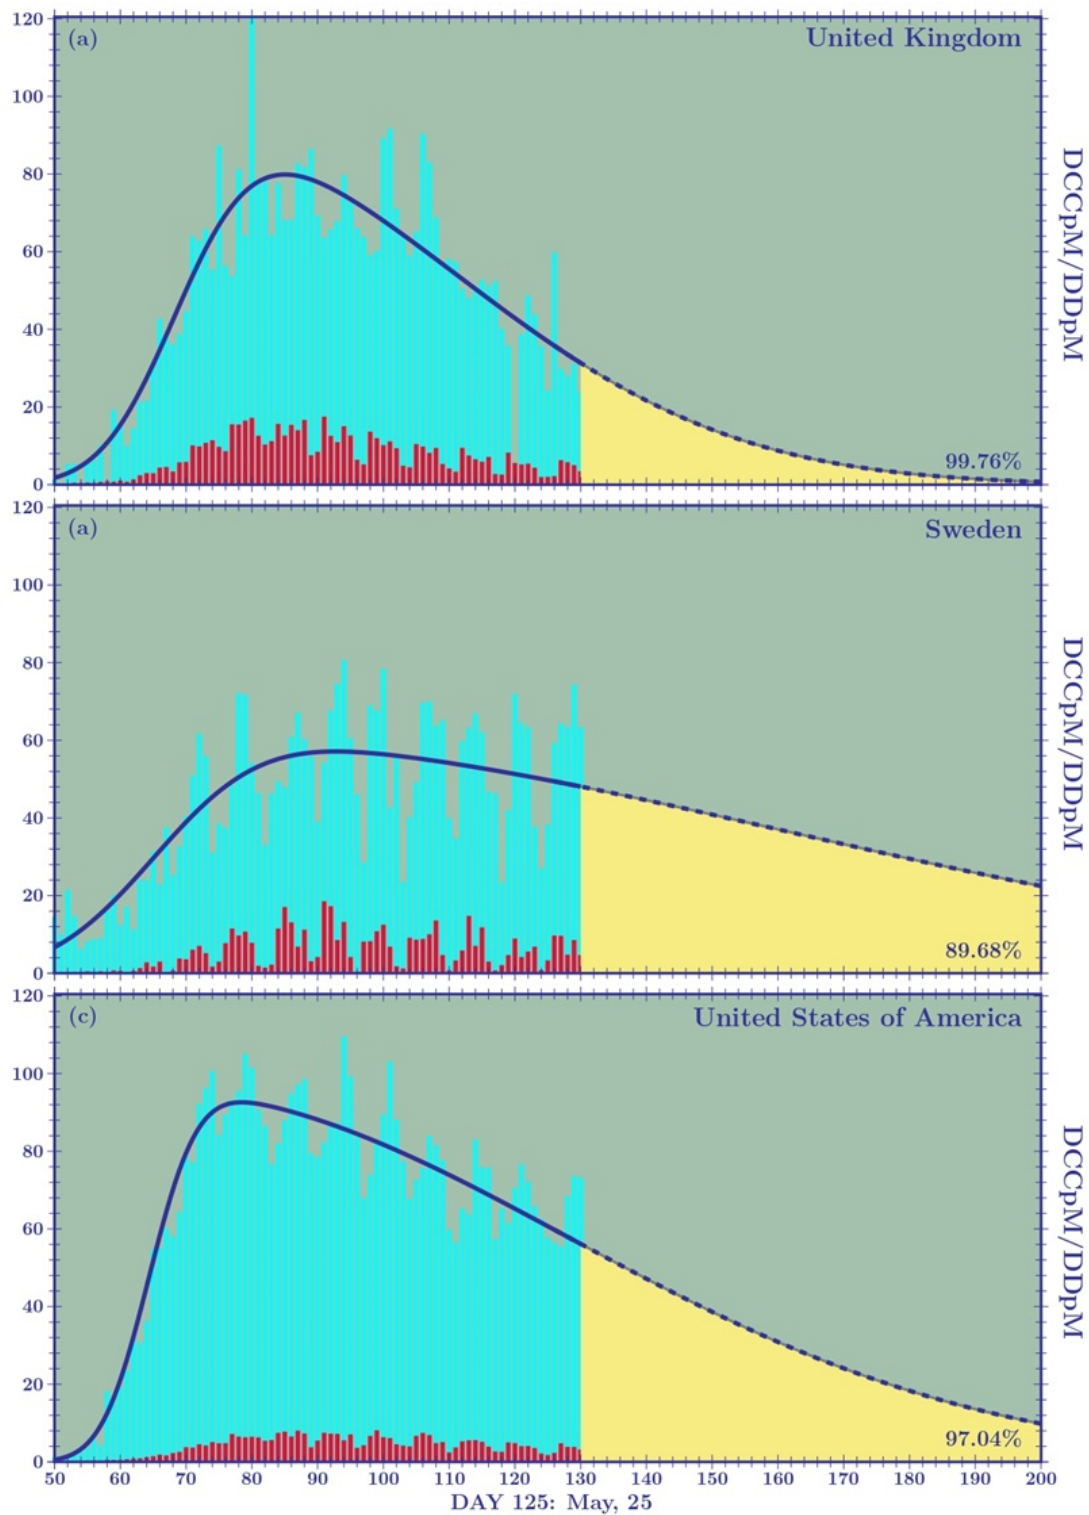 120
(a)
United Kingdom
100
80
60
40
20
0
99.76%
DCCpM/DDpM
120
(a)
Sweden
100
80
60
40
20
0
89.68%
DCCpM/DDpM
120
(c)
United States of America
100
80
60
40
20
0
97.04%
DCCpM/DDpM
50 60 70 80 90 100 110 120 130 140 150 160 170 180 190 200
DAY 125: May, 25